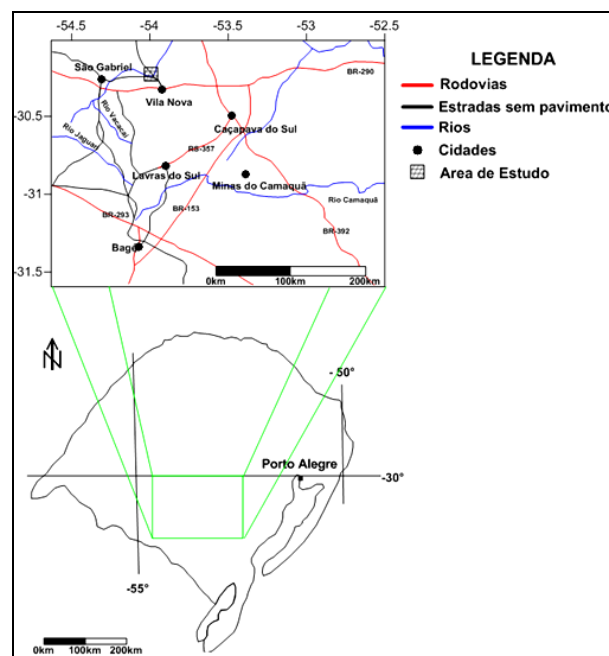 -54.5 -54 -53.5 -53 -52.5
São Gabriel
BR-290
Vila Nova
-30.5
Rio Vacacaí
Caçapava do Sul
Rio Jaguari
RS-357
Lavras do Sul
Minas do Camaquã
-31
Rio Camaquã
BR-293
BR-153
BR-392
Bagé
-31.5
0km 100km 200km
LEGENDA
Rodovias
Estradas sem pavimento
Rios
Cidades
Area de Estudo
N
- 50°
Porto Alegre
-30°
-55°
0km 100km 200km